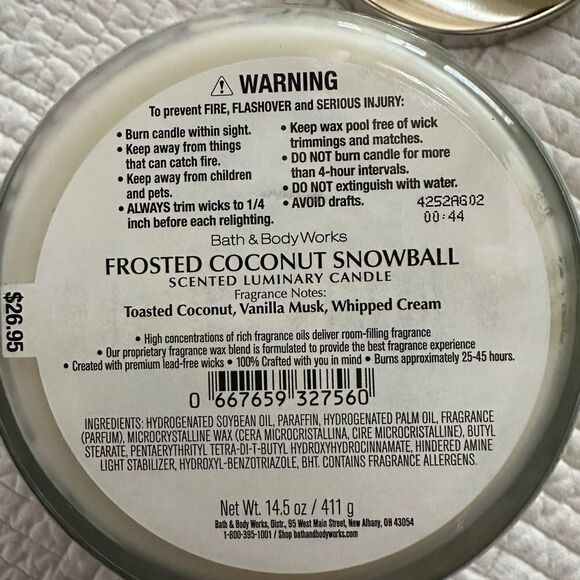 ⚠ WARNING
To prevent FIRE, FLASHOVER and SERIOUS INJURY:
• Burn candle within sight.
• Keep away from things
that can catch fire.
• Keep away from children
and pets.
• ALWAYS trim wicks to 1/4
inch before each relighting.
• Keep wax pool free of wick
trimmings and matches.
• DO NOT burn candle for more
than 4-hour intervals.
• DO NOT extinguish with water.
• AVOID drafts.
4252AG02
00:44
Bath & Body Works
FROSTED COCONUT SNOWBALL
SCENTED LUMINARY CANDLE
Fragrance Notes:
Toasted Coconut, Vanilla Musk, Whipped Cream
• High concentrations of rich fragrance oils deliver room-filling fragrance
• Our proprietary fragrance wax blend is formulated to provide the best fragrance experience
• Created with premium lead-free wicks • 100% Crafted with you in mind • Burns approximately 25-45 hours.
$26.95
0 667659 327560
INGREDIENTS: HYDROGENATED SOYBEAN OIL, PARAFFIN, HYDROGENATED PALM OIL, FRAGRANCE
(PARFUM), MICROCRYSTALLINE WAX (CERA MICROCRISTALLINA, CIRE MICROCRISTALLINE), BUTYL
STEARATE, PENTAERYTHRITYL TETRA-DI-T-BUTYL HYDROXYHYDROCINNAMATE, HINDERED AMINE
LIGHT STABILIZER, HYDROXYL-BENZOTRIAZOLE, BHT. CONTAINS FRAGRANCE ALLERGENS.
Net Wt. 14.5 oz / 411 g
Bath & Body Works, Distr., 95 West Main Street, New Albany, OH 43054
1-800-395-1001 / Shop bathandbodyworks.com